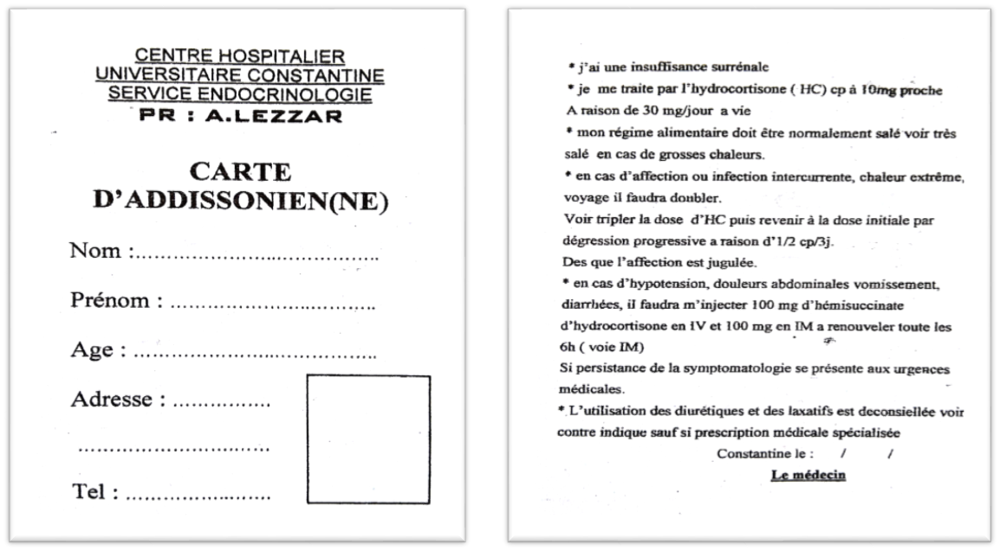 CENTRE HOSPITALIER
UNIVERSITAIRE CONSTANTINE
SERVICE ENDOCRINOLOGIE
PR : A.LEZZAR
CARTE
D'ADDISSONIEN(NE)
Nom :......................................
Prénom : .................................
Age : ......................................
Adresse : ................
..............................
Tel : .......................
* j'ai une insuffisance surrénale
* je me traite par l'hydrocortisone ( HC) cp à 10mg proche
A raison de 30 mg/jour a vie
* mon régime alimentaire doit être normalement salé voir très
salé en cas de grosses chaleurs.
* en cas d'affection ou infection intercurrente, chaleur extrême,
voyage il faudra doubler.
Voir tripler la dose d'HC puis revenir à la dose initiale par
dégression progressive a raison d'1/2 cp/3j.
Des que l'affection est jugulée.
* en cas d'hypotension, douleurs abdominales vomissement,
diarrhées, il faudra m'injecter 100 mg d'hémisuccinate
d'hydrocortisone en IV et 100 mg en IM a renouveler toute les
6h ( voie IM)
Si persistance de la symptomatologie se présente aux urgences
médicales.
* L'utilisation des diurétiques et des laxatifs est deconsiellée voir
contre indique sauf si prescription médicale spécialisée
Constantine le : / /
Le médecin